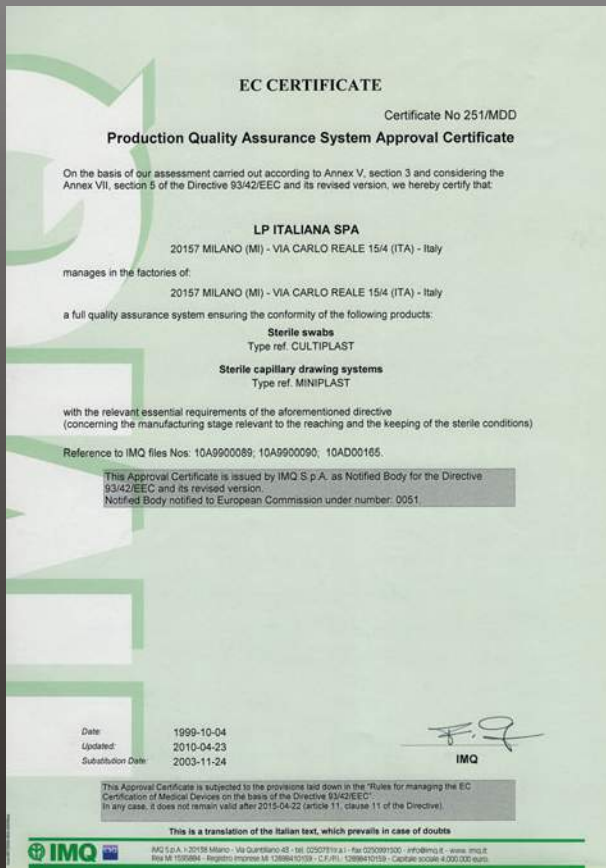 EC CERTIFICATE
Certificate No 251/MDD
Production Quality Assurance System Approval Certificate
On the basis of our assessment carried out according to Annex V, section 3 and considering the
Annex VII, section 5 of the Directive 93/42/EEC and its revised version, we hereby certify that:
LP ITALIANA SPA
20157 MILANO (MI) - VIA CARLO REALE 15/4 (ITA) - Italy
manages in the factories of:
20157 MILANO (MI) - VIA CARLO REALE 15/4 (ITA) - Italy
a full quality assurance system ensuring the conformity of the following products:
Sterile swabs
Type ref. CULTIPLAST
Sterile capillary drawing systems
Type ref. MINIPLAST
with the relevant essential requirements of the aforementioned directive
(concerning the manufacturing stage relevant to the reaching and the keeping of the sterile conditions)
Reference to IMQ files Nos: 10A9900089; 10A9900090; 10AD00165.
This Approval Certificate is issued by IMQ S.p.A. as Notified Body for the Directive
93/42/EEC and its revised version.
Notified Body notified to European Commission under number: 0051
Date: 1999-10-04
Updated: 2010-04-23
Substitution Date: 2003-11-24
IMQ
This Approval Certificate is subjected to the provisions laid down in the "Rules for managing the EC
Certification of Medical Devices on the basis of the Directive 93/42/EEC".
In any case, it does not remain valid after 2015-04-22 (article 11, clause 11 of the Directive)
This is a translation of the Italian text, which prevails in case of doubts
IMQ
IMQ S.p.A. I-20138 Milano - Via Quintiliano 43 - info@imq.it - www.imq.it